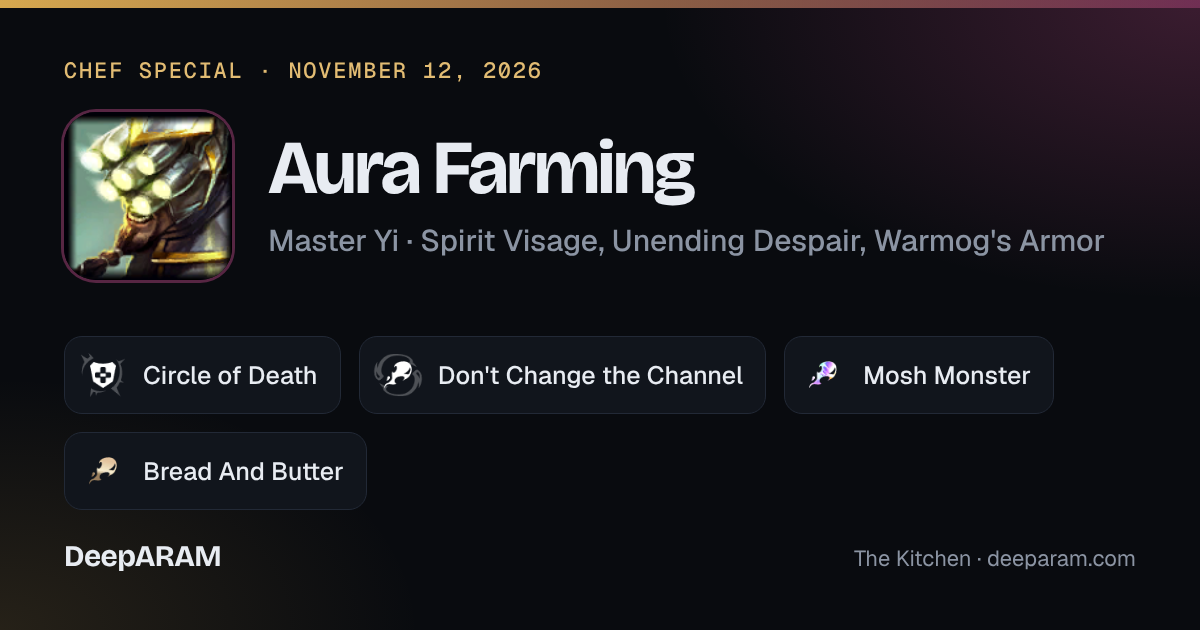 CHEF SPECIAL · NOVEMBER 12, 2026
Aura Farming
Master Yi · Spirit Visage, Unending Despair, Warmog's Armor
Circle of Death
Don't Change the Channel
Mosh Monster
Bread And Butter
DeepARAM
The Kitchen · deeparam.com